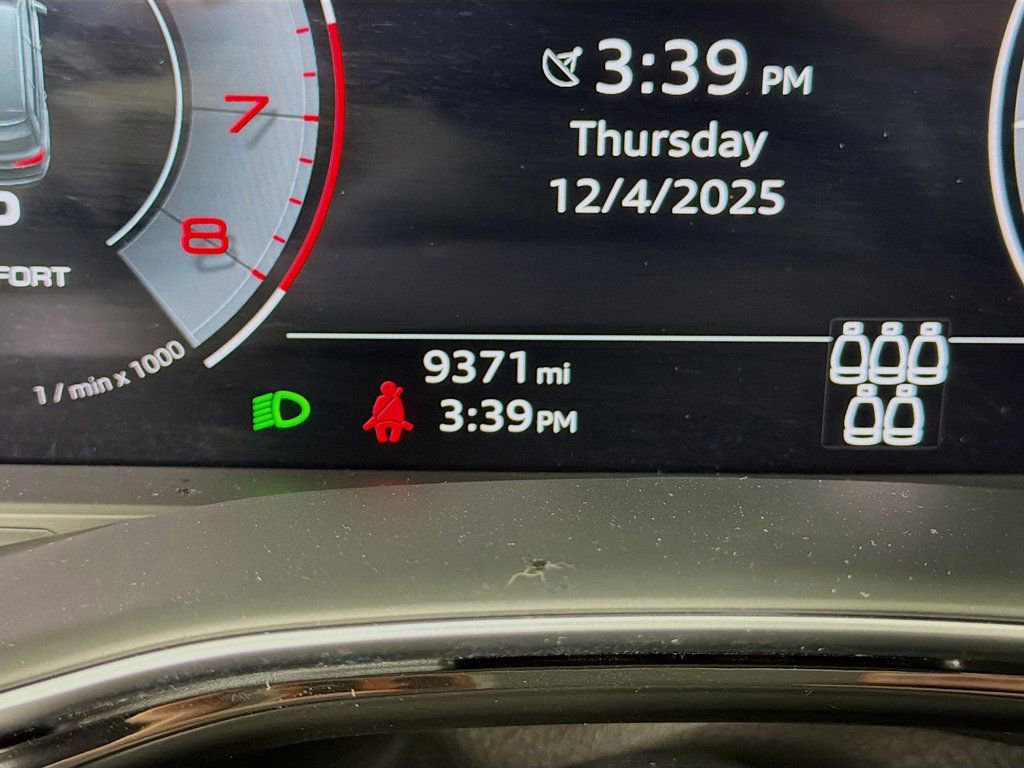 3:39 PM
Thursday
12/4/2025
7
8
FORT
1/min x 1000
9371 mi
3:39 PM